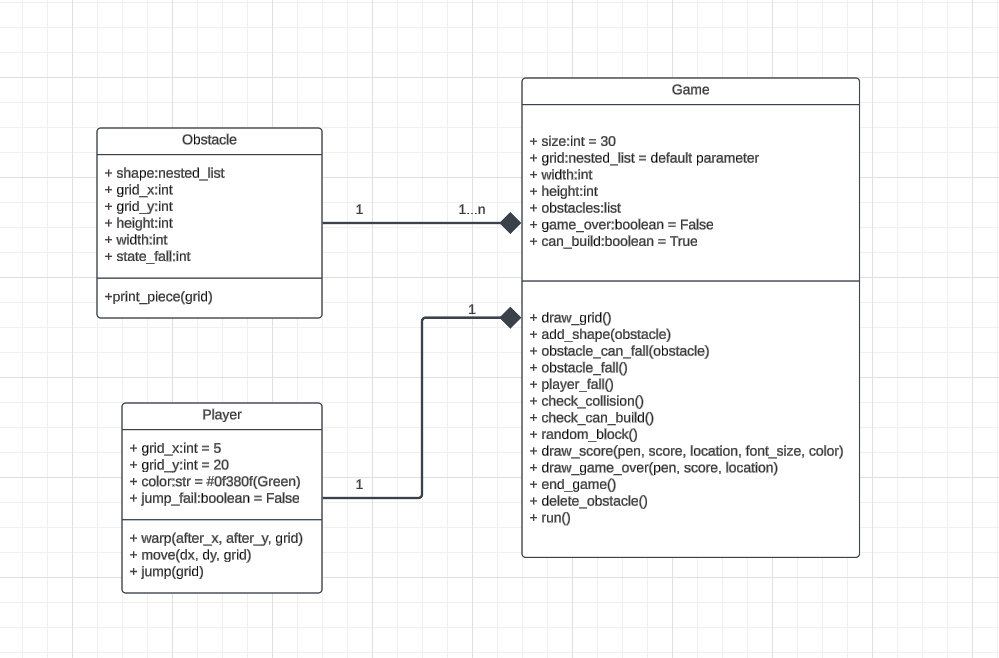 Obstacle
+ shape:nested_list
+ grid_x:int
+ grid_y:int
+ height:int
+ width:int
+ state_fall:int
+print_piece(grid)
1
1...n
Game
+ size:int = 30
+ grid:nested_list = default parameter
+ width:int
+ height:int
+ obstacles:list
+ game_over:boolean = False
+ can_build:boolean = True
+ draw_grid()
+ add_shape(obstacle)
+ obstacle_can_fall(obstacle)
+ obstacle_fall()
+ player_fall()
+ check_collision()
+ check_can_build()
+ random_block()
+ draw_score(pen, score, location, font_size, color)
+ draw_game_over(pen, score, location)
+ end_game()
+ delete_obstacle()
+ run()
1
1
Player
+ grid_x:int = 5
+ grid_y:int = 20
+ color:str = #0f380f(Green)
+ jump_fail:boolean = False
+ warp(after_x, after_y, grid)
+ move(dx, dy, grid)
+ jump(grid)